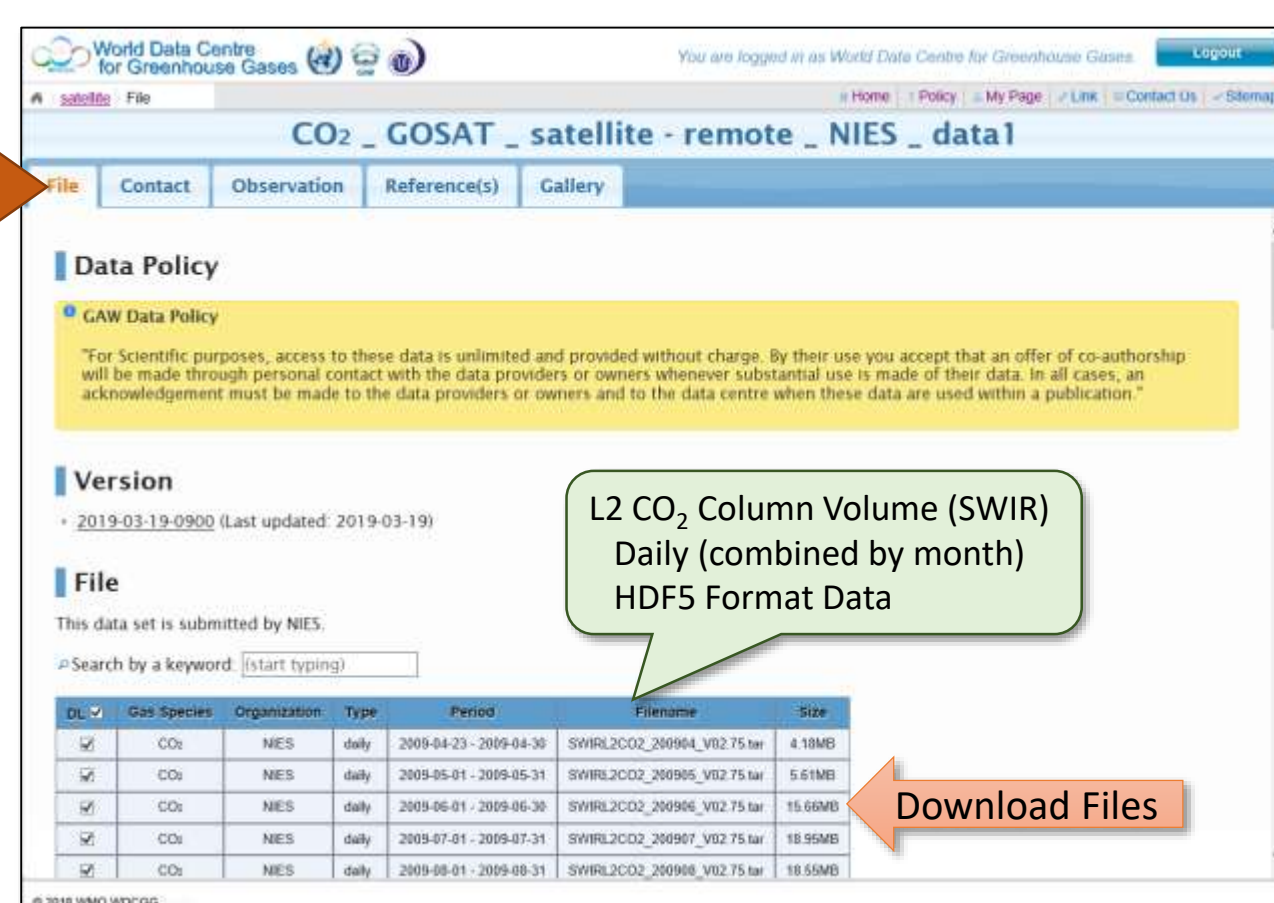 World Data Centre
for Greenhouse Gases
You are logged in as World Data Centre for Greenhouse Gases.
Logout
satellite File
Home Policy My Page Link Contact Us Sitemap
CO2 _ GOSAT _ satellite - remote _ NIES _ data1
File Contact Observation Reference(s) Gallery
Data Policy
GAW Data Policy
"For Scientific purposes, access to these data is unlimited and provided without charge. By their use you accept that an offer of co-authorship
will be made through personal contact with the data providers or owners whenever substantial use is made of their data. In all cases, an
acknowledgement must be made to the data providers or owners and to the data centre when these data are used within a publication."
Version
• 2019-03-19-0900 (Last updated: 2019-03-19)
L2 CO₂ Column Volume (SWIR)
Daily (combined by month)
HDF5 Format Data
File
This data set is submitted by NIES.
Search by a keyword: (start typing)
DL Gas Species Organization Type Period Filename Size
CO₂ NIES daily 2009-04-23 - 2009-04-30 SWIRL2CO2_200904_V02.75.tar 4.18MB
CO₂ NIES daily 2009-05-01 - 2009-05-31 SWIRL2CO2_200905_V02.75.tar 5.61MB
CO₂ NIES daily 2009-06-01 - 2009-06-30 SWIRL2CO2_200906_V02.75.tar 15.66MB
Download Files
CO₂ NIES daily 2009-07-01 - 2009-07-31 SWIRL2CO2_200907_V02.75.tar 18.95MB
CO₂ NIES daily 2009-08-01 - 2009-08-31 SWIRL2CO2_200908_V02.75.tar 18.55MB
© 2018 WMO WDCGG